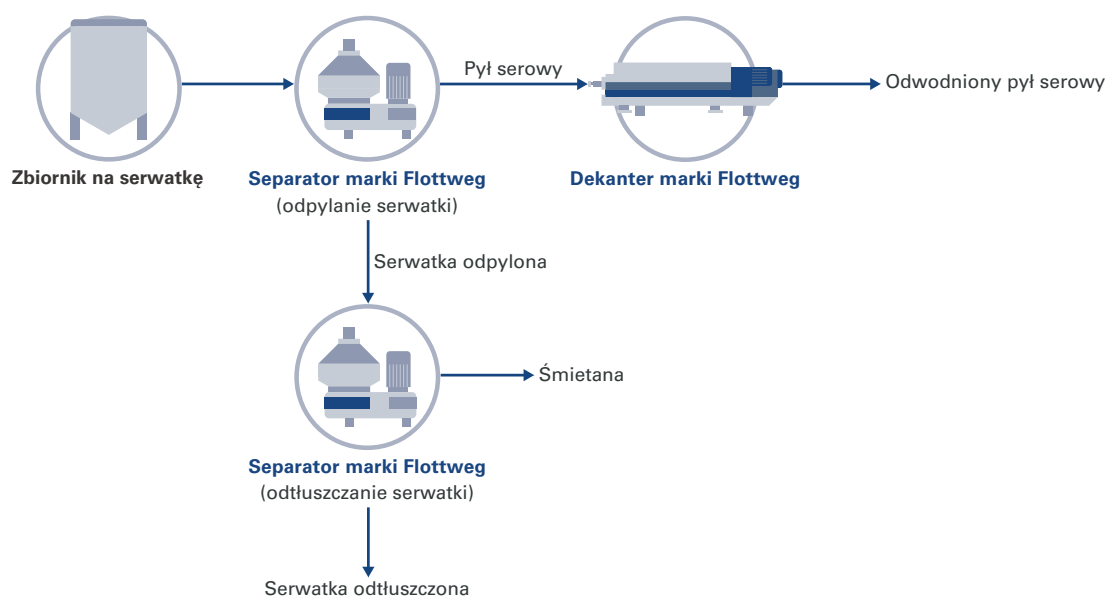 Pył serowy
Odwodniony pył serowy
Zbiornik na serwatkę
Separator marki Flottweg
(odpylanie serwatki)
Dekanter marki Flottweg
Serwatka odpylona
Śmietana
Separator marki Flottweg
(odtłuszczanie serwatki)
Serwatka odtłuszczona